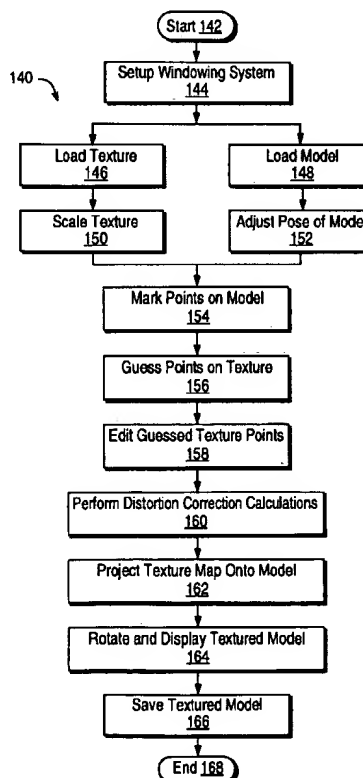 Start 142
140
Setup Windowing System
144
Load Texture
146
Load Model
148
Scale Texture
150
Adjust Pose of Model
152
Mark Points on Model
154
Guess Points on Texture
156
Edit Guessed Texture Points
158
Perform Distortion Correction Calculations
160
Project Texture Map Onto Model
162
Rotate and Display Textured Model
164
Save Textured Model
166
End 168